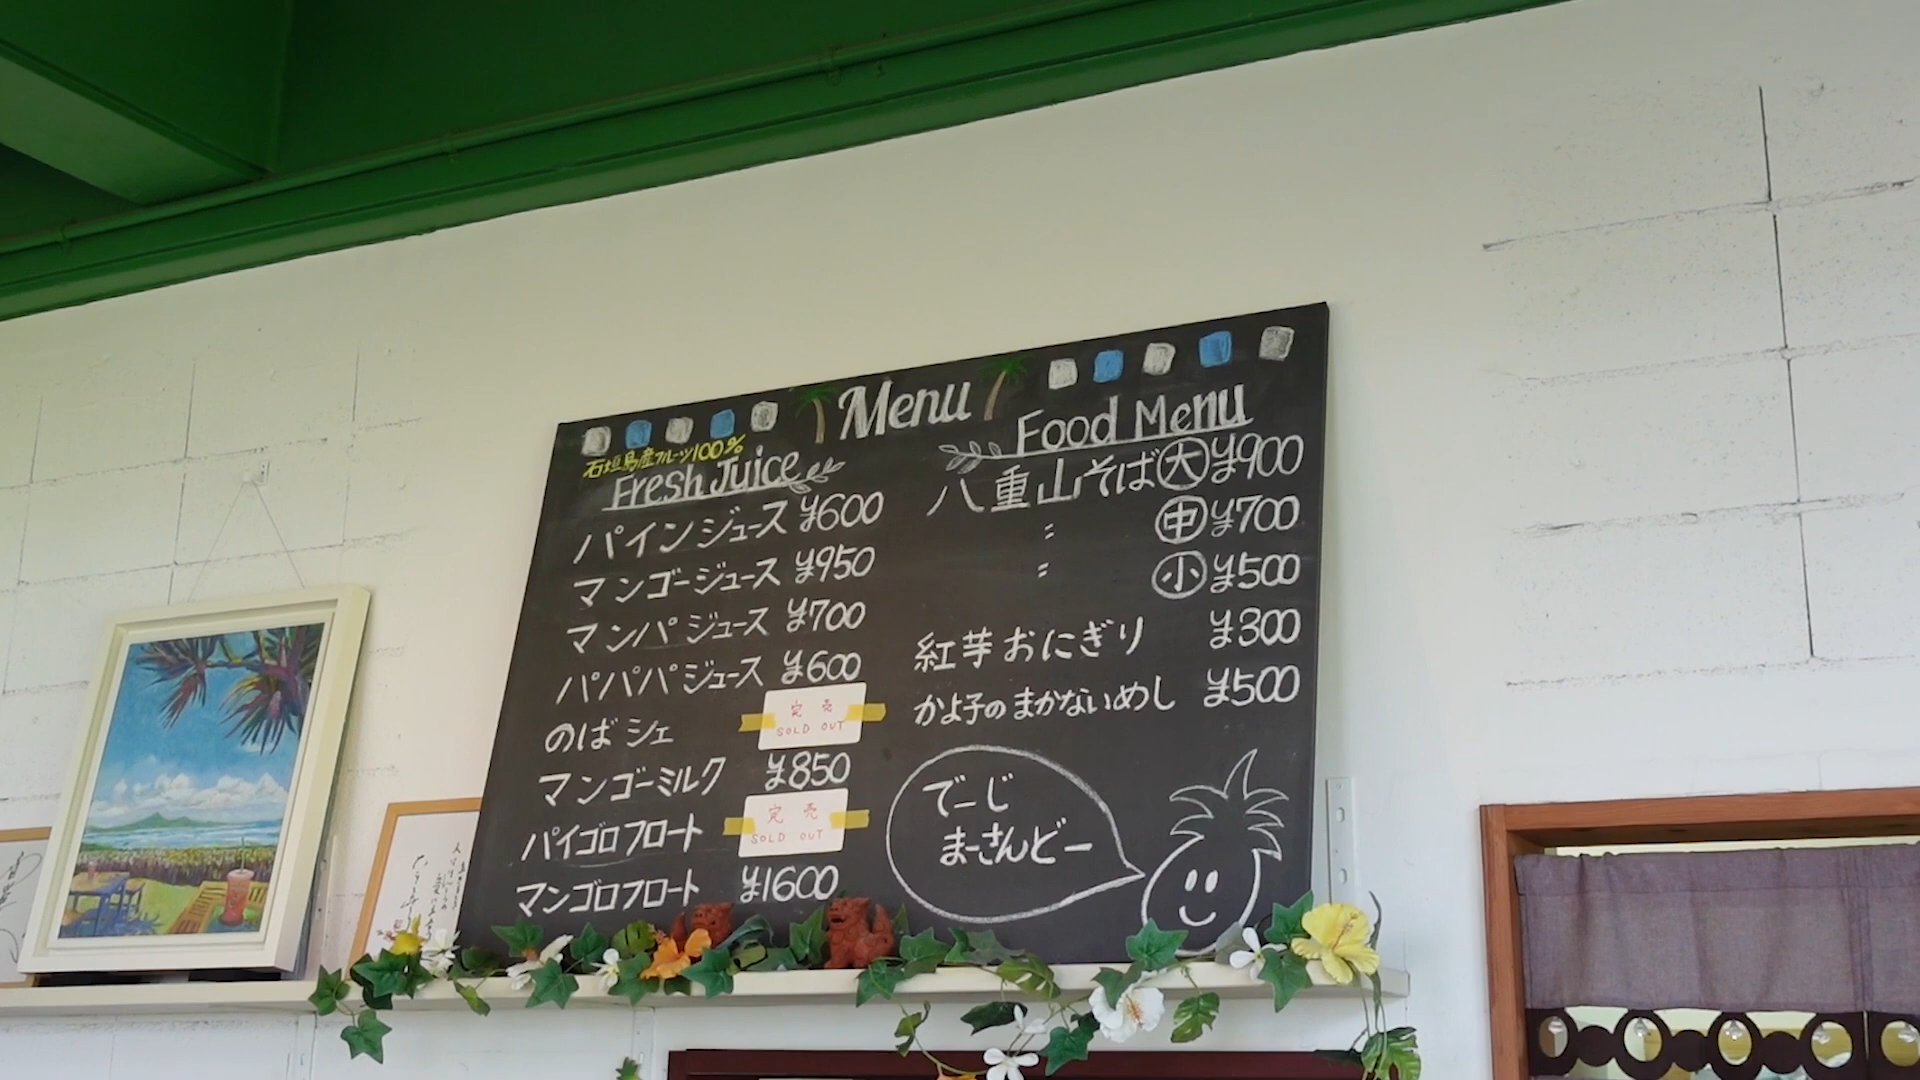 Menu
石垣島産フルーツ100%
Fresh Juice
パインジュース ¥600
マンゴージュース ¥950
マンパジュース ¥700
パパパジュース ¥600
のばシェ
完売
SOLD OUT
マンゴーミルク ¥850
パイゴロフロート
完売
SOLD OUT
マンゴロフロート ¥1600
Food Menu
八重山そば 大 ¥900
〃 中 ¥700
〃 小 ¥500
紅芋おにぎり ¥300
かよ子のまかないめし ¥500
でーじ
まーさんどー